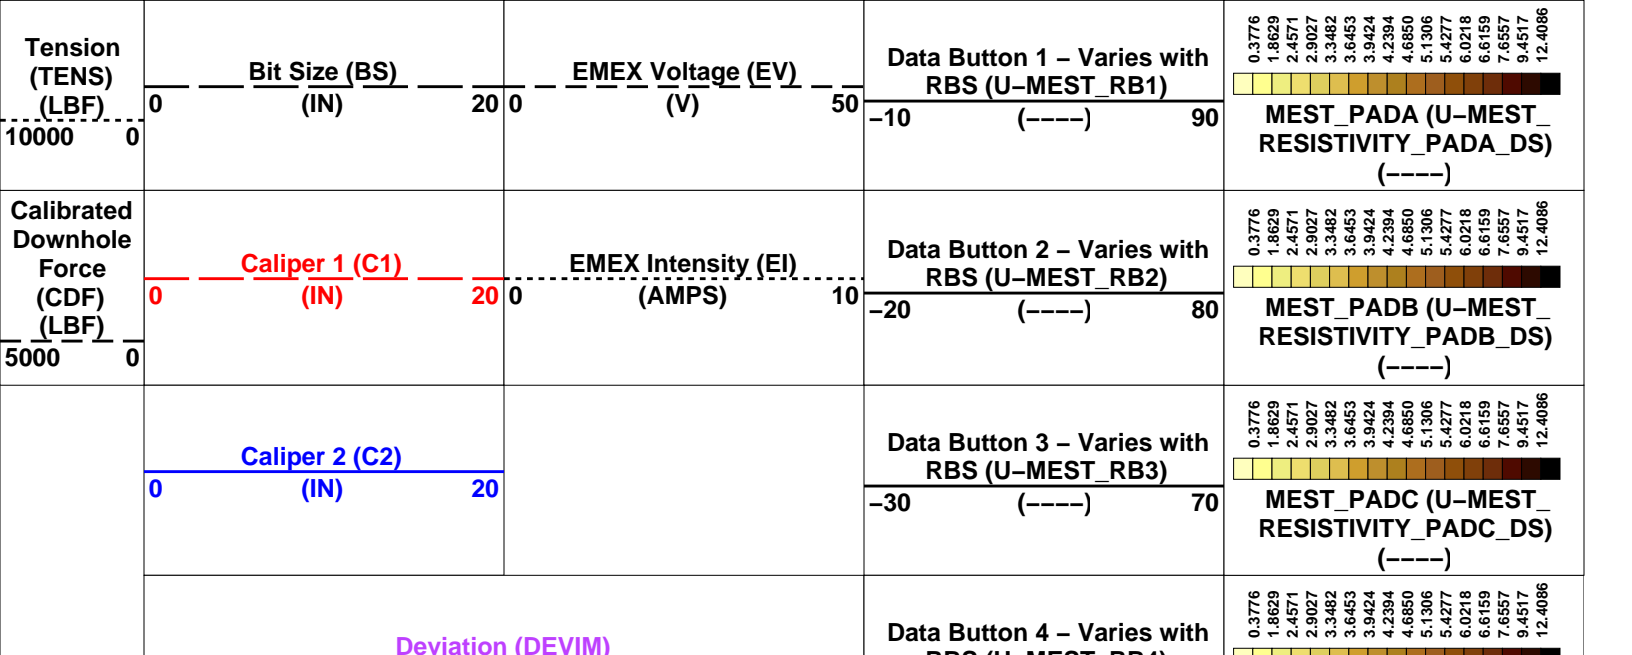 Tension
(TENS)
(LBF)
10000 0
Bit Size (BS)
0 (IN) 20
EMEX Voltage (EV)
0 (V) 50
Data Button 1 – Varies with
RBS (U–MEST_RB1)
–10 (––––) 90
0.3776
1.8629
2.4571
2.9027
3.3482
3.6453
3.9424
4.2394
4.6850
5.1306
5.4277
6.0218
6.6159
7.6557
9.4517
12.4086
MEST_PADA (U–MEST_
RESISTIVITY_PADA_DS)
(––––)
Calibrated
Downhole
Force
(CDF)
(LBF)
5000 0
Caliper 1 (C1)
0 (IN) 20
EMEX Intensity (EI)
0 (AMPS) 10
Data Button 2 – Varies with
RBS (U–MEST_RB2)
–20 (––––) 80
0.3776
1.8629
2.4571
2.9027
3.3482
3.6453
3.9424
4.2394
4.6850
5.1306
5.4277
6.0218
6.6159
7.6557
9.4517
12.4086
MEST_PADB (U–MEST_
RESISTIVITY_PADB_DS)
(––––)
Caliper 2 (C2)
0 (IN) 20
Data Button 3 – Varies with
RBS (U–MEST_RB3)
–30 (––––) 70
0.3776
1.8629
2.4571
2.9027
3.3482
3.6453
3.9424
4.2394
4.6850
5.1306
5.4277
6.0218
6.6159
7.6557
9.4517
12.4086
MEST_PADC (U–MEST_
RESISTIVITY_PADC_DS)
(––––)
Deviation (DEVIM)
Data Button 4 – Varies with
RBS (U–MEST_RB4)
0.3776
1.8629
2.4571
2.9027
3.3482
3.6453
3.9424
4.2394
4.6850
5.1306
5.4277
6.0218
6.6159
7.6557
9.4517
12.4086